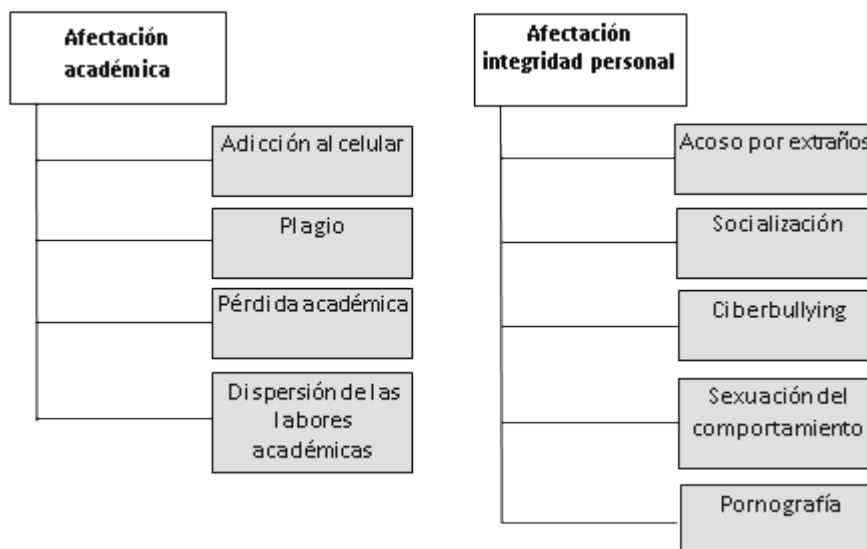 Afectación
académica
Adicción al celular
Plagio
Pérdida académica
Dispersión de las
labores
académicas
Afectación
integridad personal
Acoso por extraños
Socialización
Ciberbullying
Sexuación del
comportamiento
Pornografía